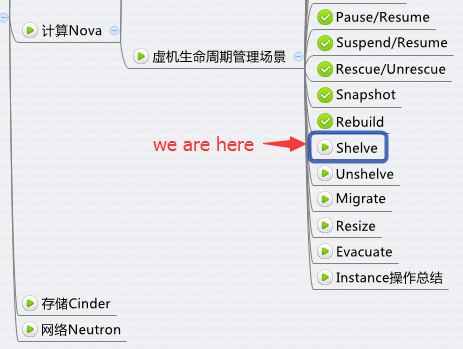 计算Nova
虚机生命周期管理场景
Pause/Resume
Suspend/Resume
Rescue/Unrescue
Snapshot
Rebuild
we are here
Shelve
Unshelve
Migrate
Resize
Evacuate
Instance操作总结
存储Cinder
网络Neutron